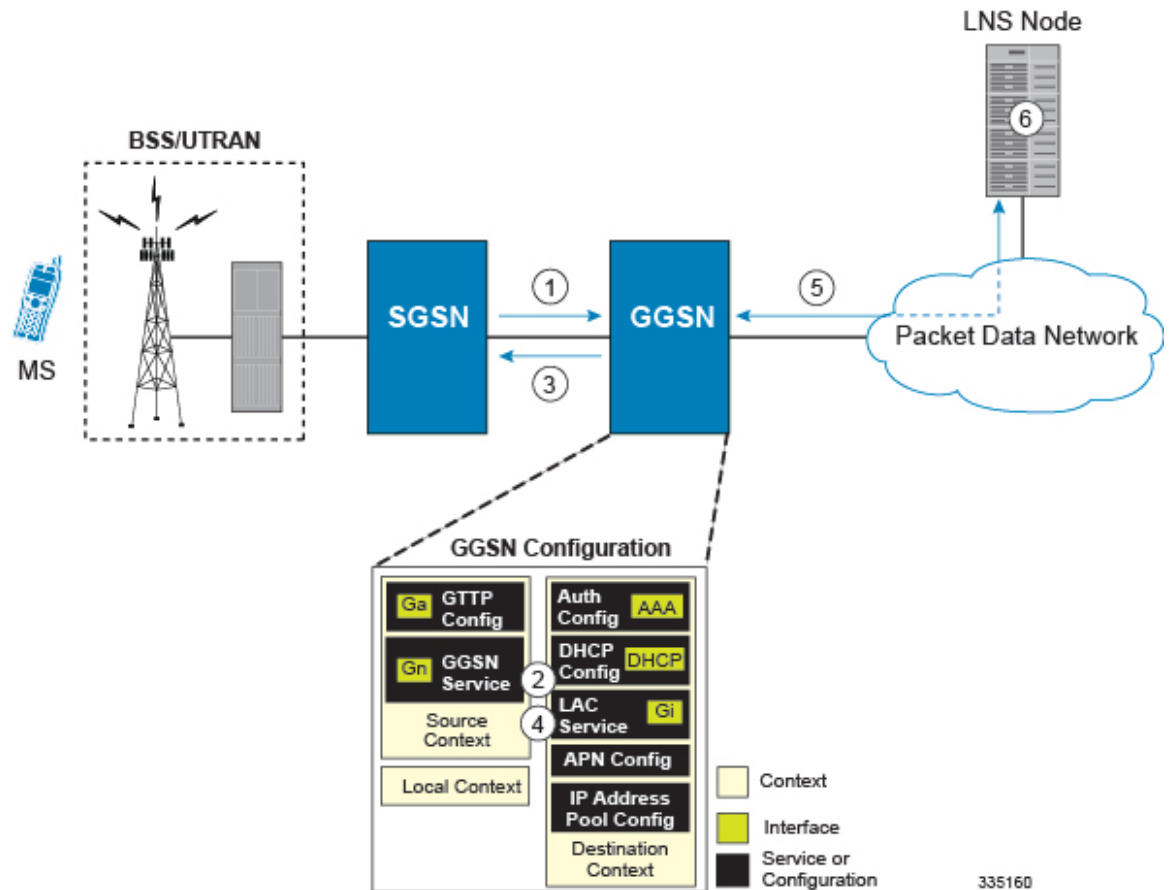 LNS Node
6
BSS/UTRAN
MS
SGSN
1
3
GGSN
5
Packet Data Network
GGSN Configuration
Ga
GTTP
Config
Gn
GGSN
Service
Source
Context
Local Context
2
4
Auth
Config
AAA
DHCP
Config
DHCP
LAC
Service
Gi
APN Config
IP Address
Pool Config
Destination
Context
Context
Interface
Service or
Configuration
335160